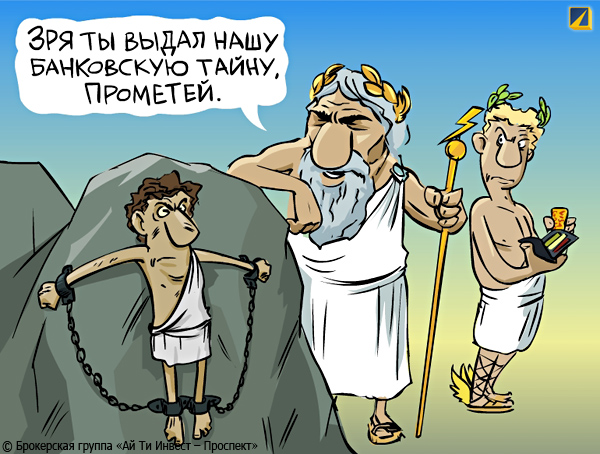 ЗРЯ ТЫ ВЫДАЛ НАШУ
БАНКОВСКУЮ ТАЙНУ,
ПРОМЕТЕЙ.
© Брокерская группа «Ай Ти Инвест – Проспект»